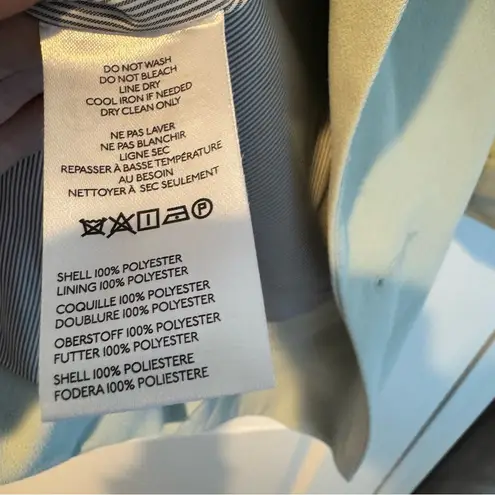 DO NOT WASH
DO NOT BLEACH
LINE DRY
COOL IRON IF NEEDED
DRY CLEAN ONLY
NE PAS LAVER
NE PAS BLANCHIR
LIGNE SEC
REPASSER À BASSE TEMPÉRATURE
AU BESOIN
NETTOYER À SEC SEULEMENT
P
SHELL 100% POLYESTER
LINING 100% POLYESTER
COQUILLE 100% POLYESTER
DOUBLURE 100% POLYESTER
OBERSTOFF 100% POLYESTER
FUTTER 100% POLYESTER
SHELL 100% POLIESTERE
FODERA 100% POLIESTERE